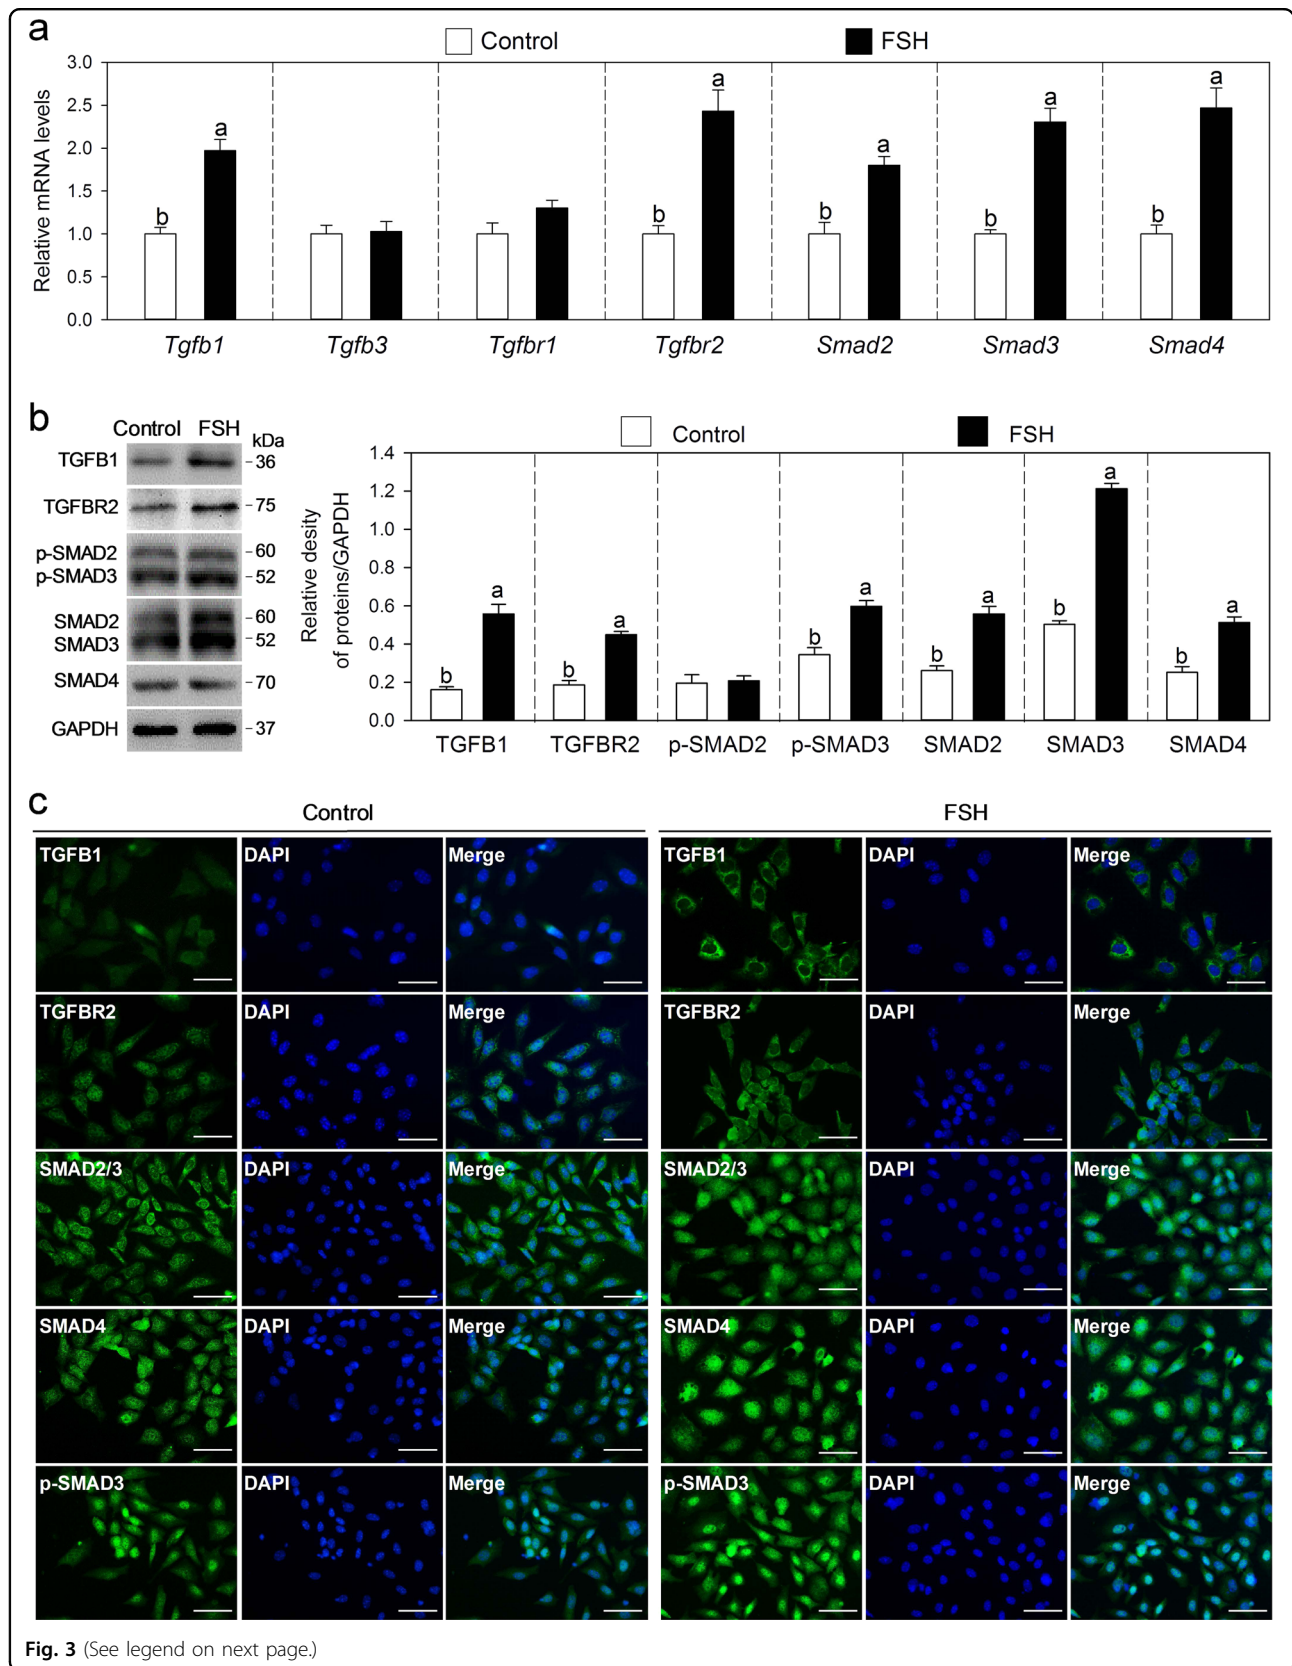 a
Control
FSH
Relative mRNA levels
3.0
2.5
2.0
1.5
1.0
0.5
0.0
b
a
b
a
b
a
b
a
b
a
Tgfb1
Tgfb3
Tgfbr1
Tgfbr2
Smad2
Smad3
Smad4
b
Control
FSH
kDa
TGFB1
-36
TGFBR2
-75
p-SMAD2
-60
p-SMAD3
-52
SMAD2
-60
SMAD3
-52
SMAD4
-70
GAPDH
-37
Control
FSH
Relative desity
of proteins/GAPDH
1.4
1.2
1.0
0.8
0.6
0.4
0.2
0.0
b
a
b
a
b
a
b
a
b
a
b
a
TGFB1
TGFBR2
p-SMAD2
p-SMAD3
SMAD2
SMAD3
SMAD4
c
Control
FSH
TGFB1
DAPI
Merge
TGFB1
DAPI
Merge
TGFBR2
DAPI
Merge
TGFBR2
DAPI
Merge
SMAD2/3
DAPI
Merge
SMAD2/3
DAPI
Merge
SMAD4
DAPI
Merge
SMAD4
DAPI
Merge
p-SMAD3
DAPI
Merge
p-SMAD3
DAPI
Merge
Fig. 3 (See legend on next page.)